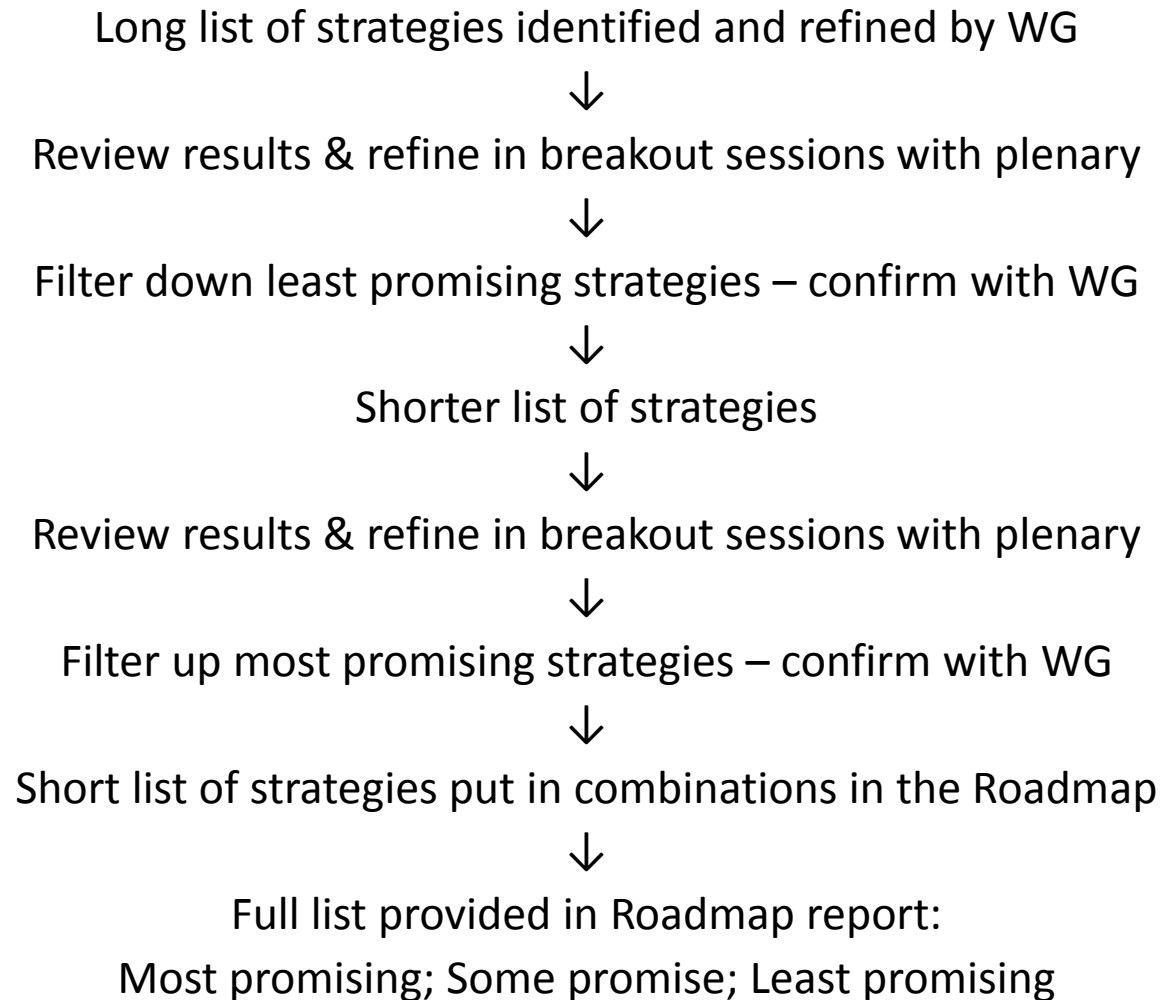 Long list of strategies identified and refined by WG
↓
Review results & refine in breakout sessions with plenary
↓
Filter down least promising strategies – confirm with WG
↓
Shorter list of strategies
↓
Review results & refine in breakout sessions with plenary
↓
Filter up most promising strategies – confirm with WG
↓
Short list of strategies put in combinations in the Roadmap
↓
Full list provided in Roadmap report:
Most promising; Some promise; Least promising